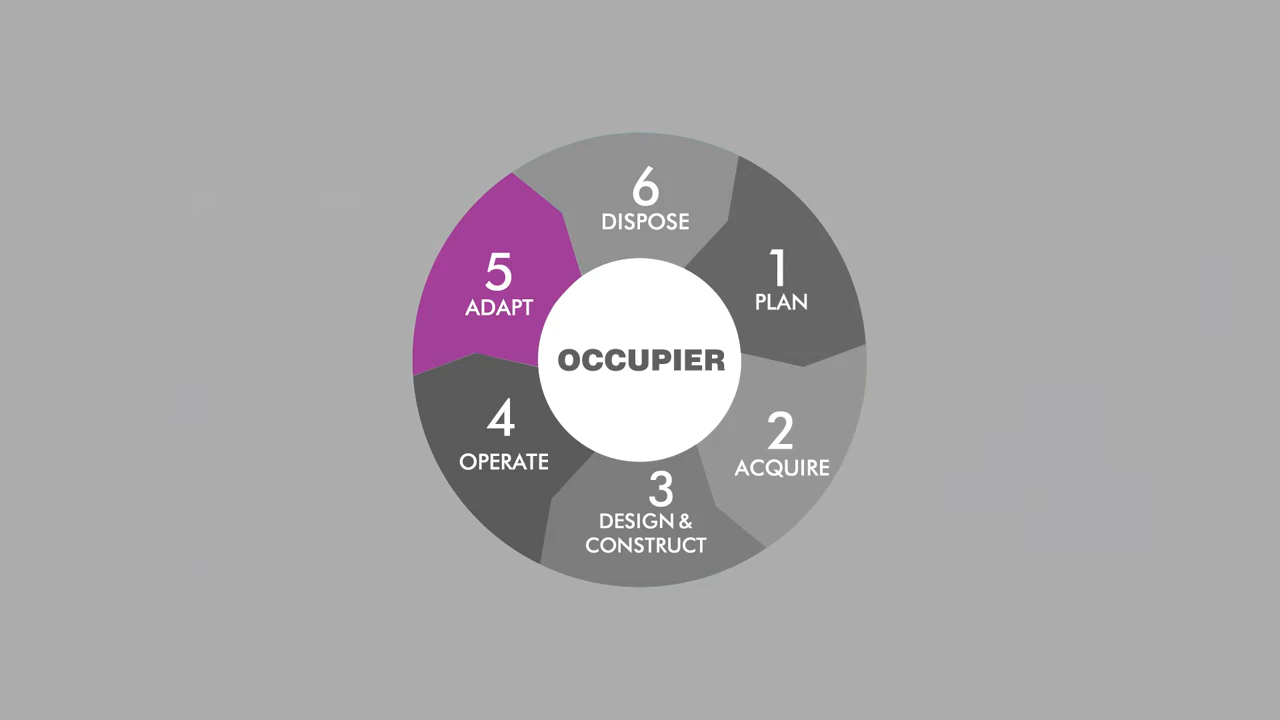 6
DISPOSE
1
PLAN
2
ACQUIRE
3
DESIGN &
CONSTRUCT
4
OPERATE
5
ADAPT
OCCUPIER